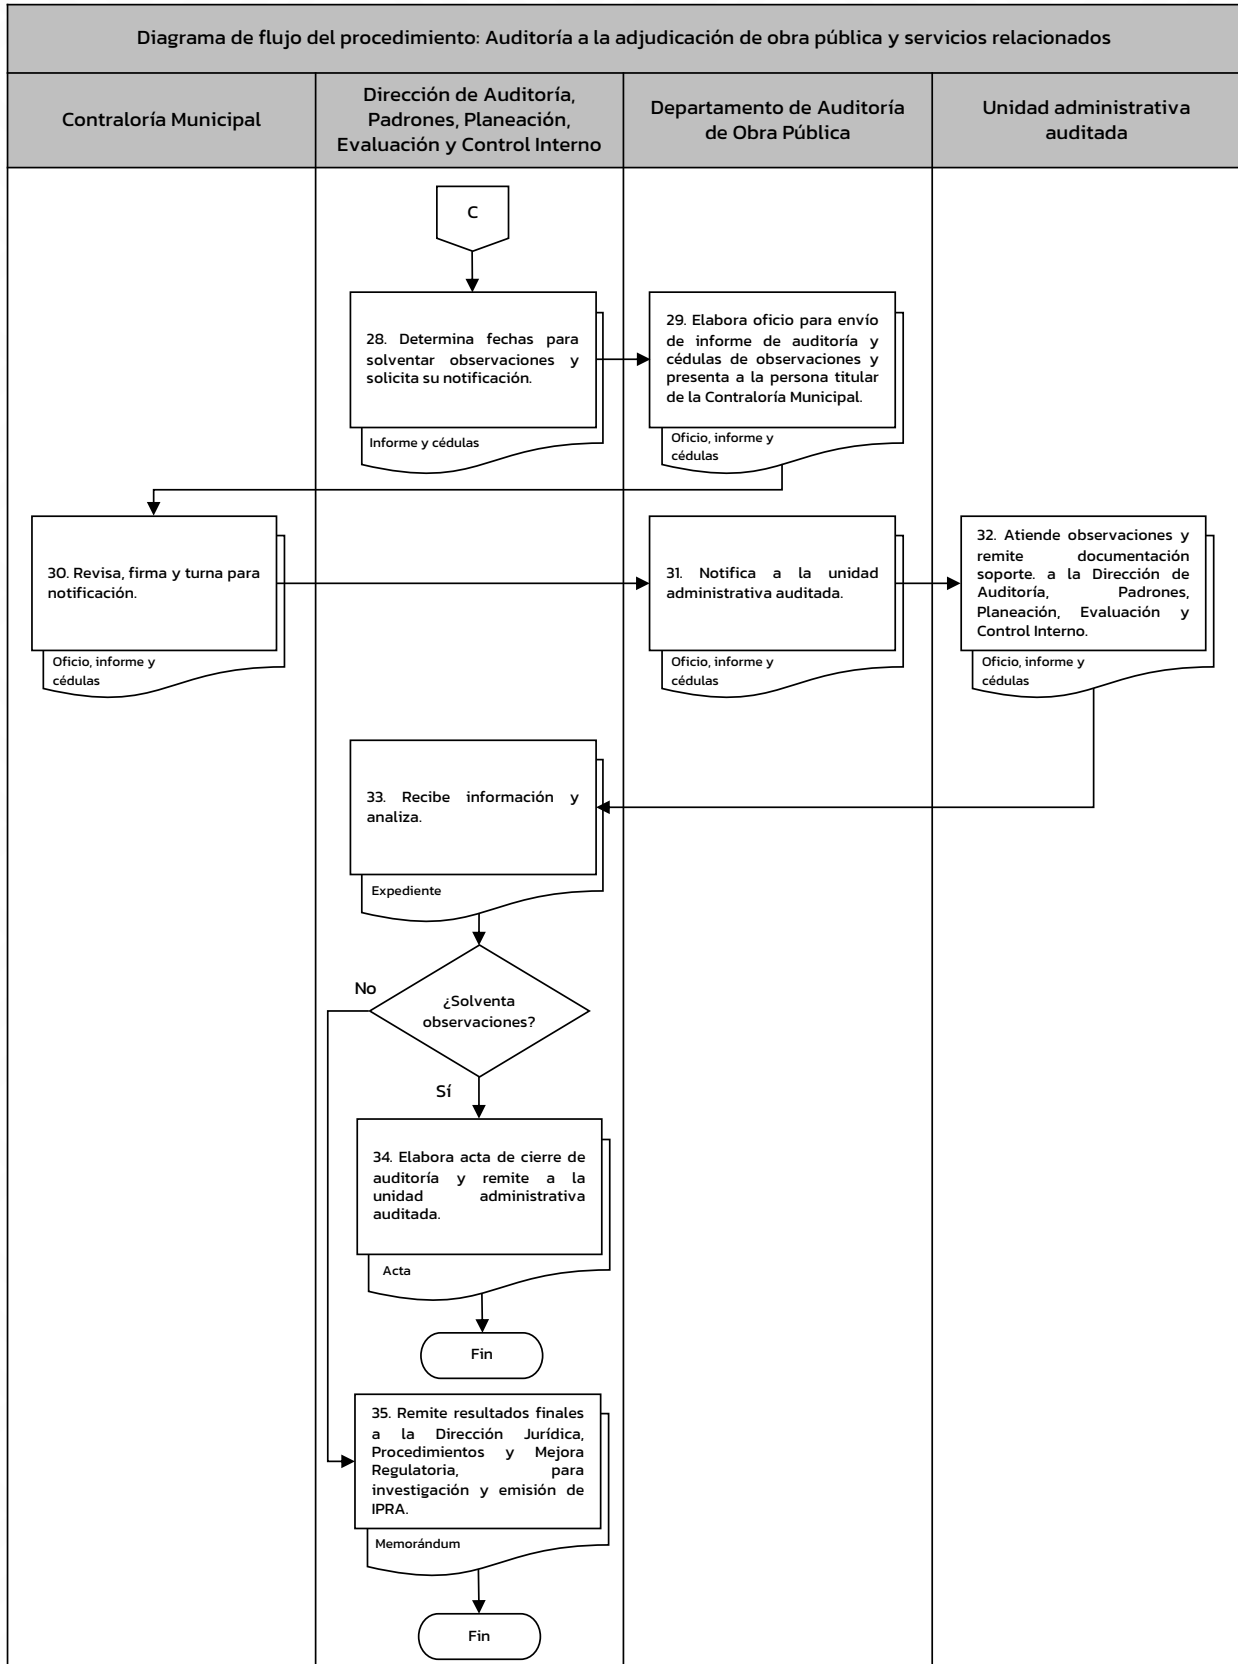 Diagrama de flujo del procedimiento: Auditoría a la adjudicación de obra pública y servicios relacionados
Contraloría Municipal
Dirección de Auditoría,
Padrones, Planeación,
Evaluación y Control Interno
Departamento de Auditoría
de Obra Pública
Unidad administrativa
auditada
C
28. Determina fechas para
solventar observaciones y
solicita su notificación.
Informe y cédulas
29. Elabora oficio para envío
de informe de auditoría y
cédulas de observaciones y
presenta a la persona titular
de la Contraloría Municipal.
Oficio, informe y
cédulas
30. Revisa, firma y turna para
notificación.
Oficio, informe y
cédulas
31. Notifica a la unidad
administrativa auditada.
Oficio, informe y
cédulas
32. Atiende observaciones y
remite documentación
soporte. a la Dirección de
Auditoría, Padrones,
Planeación, Evaluación y
Control Interno.
Oficio, informe y
cédulas
33. Recibe información y
analiza.
Expediente
No
¿Solventa
observaciones?
Sí
34. Elabora acta de cierre de
auditoría y remite a la
unidad administrativa
auditada.
Acta
Fin
35. Remite resultados finales
a la Dirección Jurídica,
Procedimientos y Mejora
Regulatoria, para
investigación y emisión de
IPRA.
Memorándum
Fin